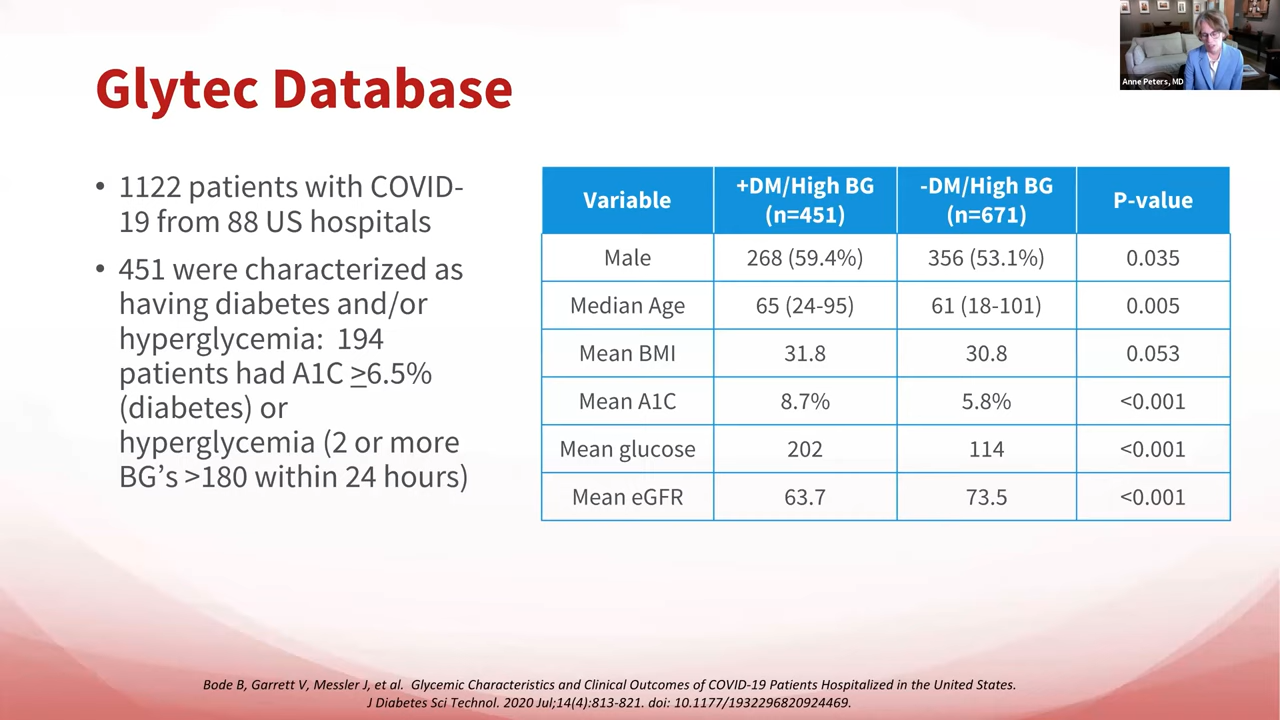 Anne Peters, MD
Glytec Database
• 1122 patients with COVID-
19 from 88 US hospitals
• 451 were characterized as
having diabetes and/or
hyperglycemia:  194
patients had A1C >6.5%
(diabetes) or
hyperglycemia (2 or more
BG’s >180 within 24 hours)
Variable +DM/High BG (n=451) -DM/High BG (n=671) P-value
Male 268 (59.4%) 356 (53.1%) 0.035
Median Age 65 (24-95) 61 (18-101) 0.005
Mean BMI 31.8 30.8 0.053
Mean A1C 8.7% 5.8% <0.001
Mean glucose 202 114 <0.001
Mean eGFR 63.7 73.5 <0.001
Bode B, Garrett V, Messler J, et al.  Glycemic Characteristics and Clinical Outcomes of COVID-19 Patients Hospitalized in the United States.
J Diabetes Sci Technol. 2020 Jul;14(4):813-821. doi: 10.1177/1932296820924469.